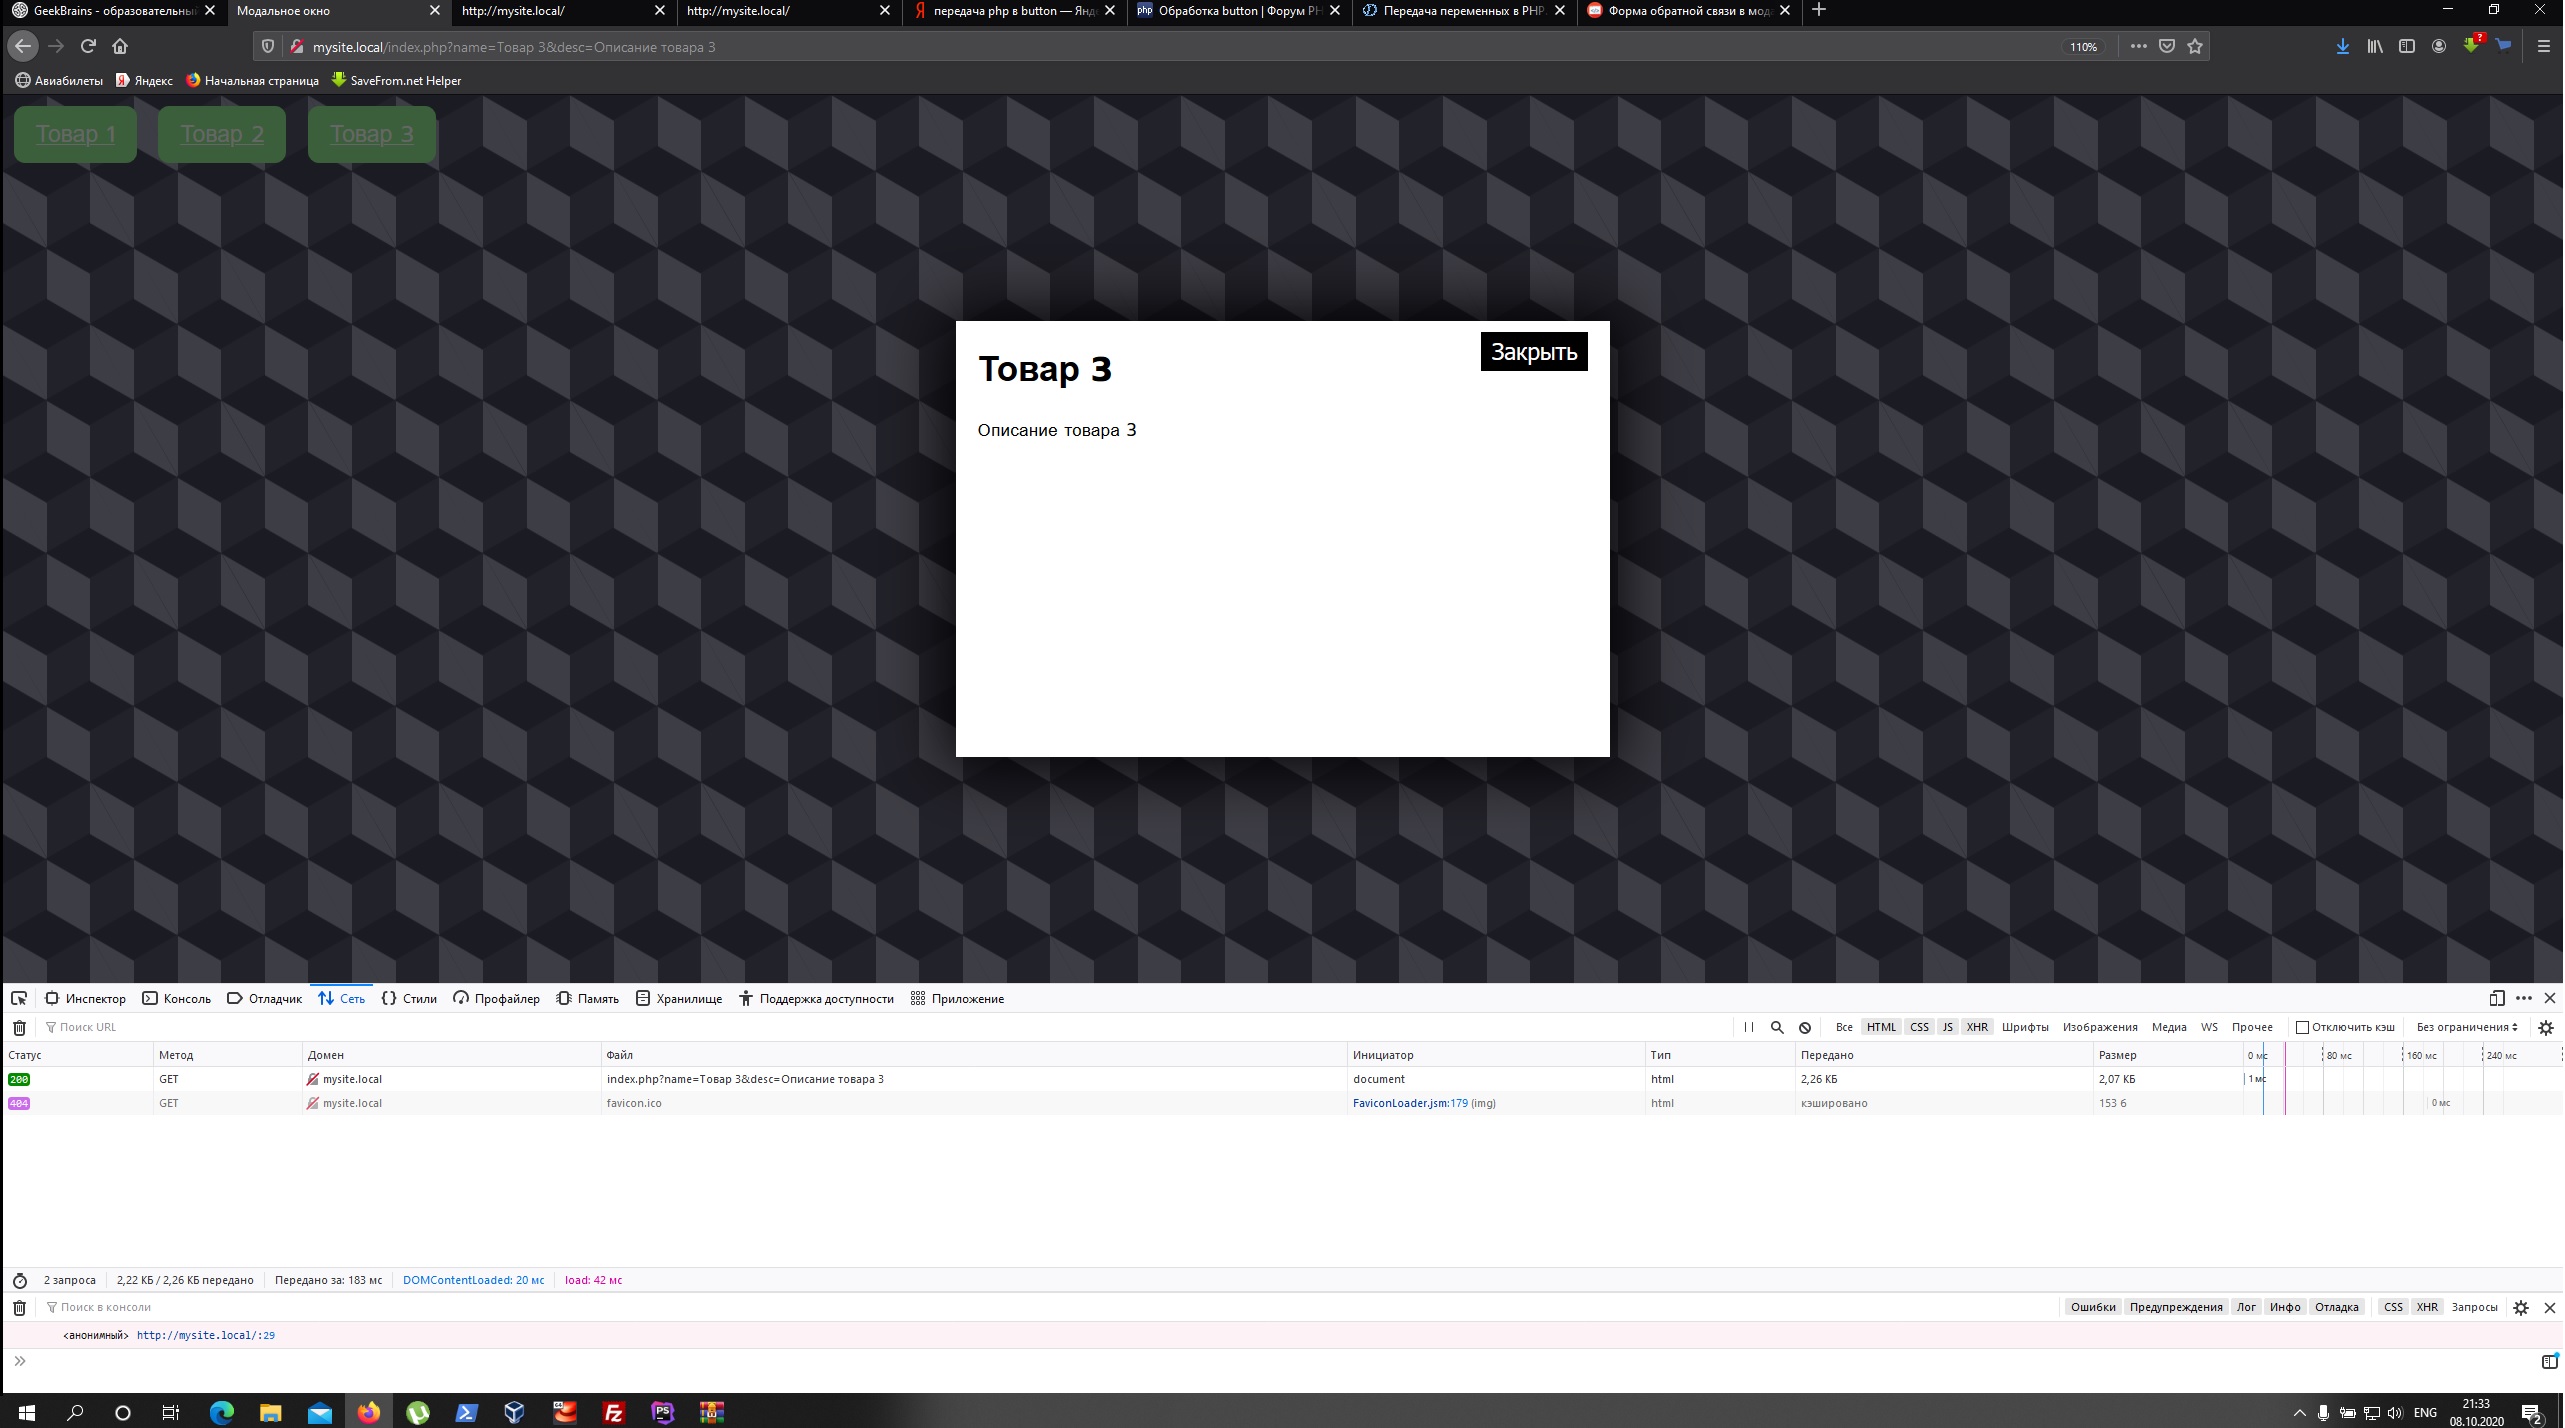 GeekBrains - образовательный
Модальное окно
http://mysite.local/
http://mysite.local/
передача php в button — Янд
Обработка button | Форум PH
Передача переменных в PHP.
Форма обратной связи в мода
mysite.local/index.php?name=Товар 3&desc=Описание товара 3
110%
Авиабилеты
Яндекс
Начальная страница
SaveFrom.net Helper
Товар 1
Товар 2
Товар 3
Товар 3
Закрыть
Описание товара 3
Инспектор
Консоль
Отладчик
Сеть
Стили
Профайлер
Память
Хранилище
Поддержка доступности
Приложение
Поиск URL
Все HTML CSS JS XHR Шрифты Изображения Медиа WS Прочее
Отключить кэш
Без ограничения
Статус Метод Домен Файл Инициатор Тип Передано Размер 0 мс 80 мс 160 мс 240 мс
200 GET mysite.local index.php?name=Товар 3&desc=Описание товара 3 document html 2,26 КБ 2,07 КБ 1 мс
404 GET mysite.local favicon.ico FaviconLoader.jsm:179 (img) html кэшировано 153 б 0 мс
2 запроса 2,22 КБ / 2,26 КБ передано Передано за: 183 мс DOMContentLoaded: 20 мс load: 42 мс
Поиск в консоли
Ошибки Предупреждения Лог Инфо Отладка CSS XHR Запросы
<анонимный> http://mysite.local/:29
ENG
21:33
08.10.2020
2